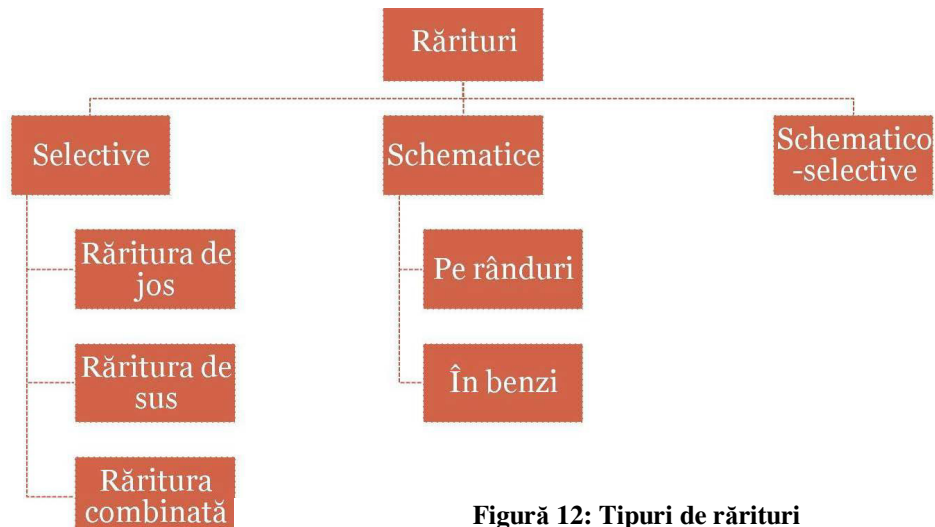 Rărituri
Selective
Schematice
Schematico
-selective
Răritura de
jos
Pe rânduri
Răritura de
sus
În benzi
Răritura
combinată
Figură 12: Tipuri de rărituri